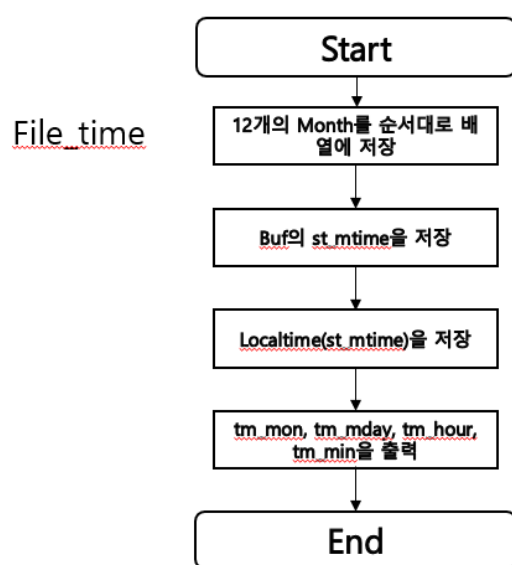 Start
File_time
12개의 Month를 순서대로 배
열에 저장
Buf의 st_mtime을 저장
Localtime(st_mtime)을 저장
tm_mon, tm_mday, tm_hour,
tm_min을 출력
End